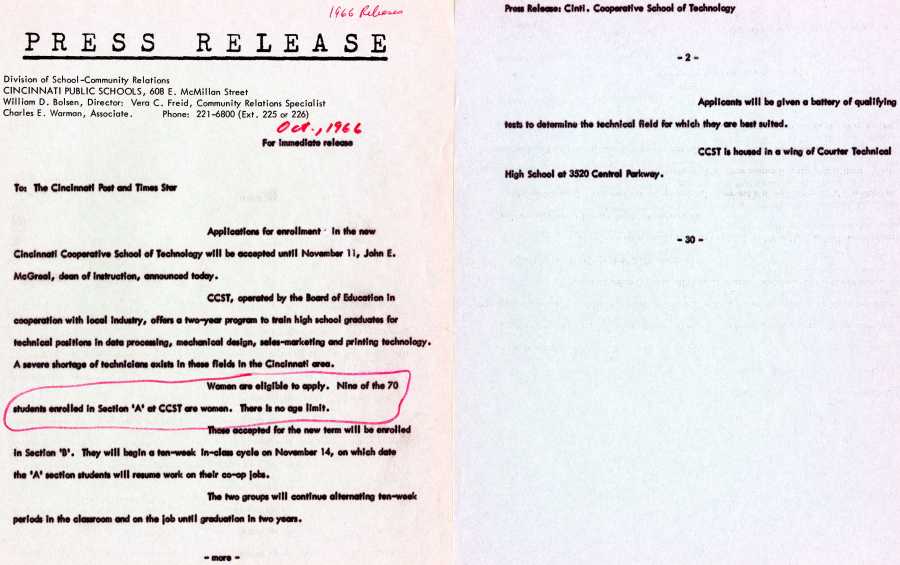 1966 Releases
PRESS RELEASE
Division of School-Community Relations
CINCINNATI PUBLIC SCHOOLS, 608 E. McMillan Street
William D. Bolsen, Director: Vera C. Freid, Community Relations Specialist
Charles E. Warman, Associate. Phone: 221-6800 (Ext. 225 or 226)
Oct., 1966
For immediate release
To: The Cincinnati Post and Times Star
Applications for enrollment in the new
Cincinnati Cooperative School of Technology will be accepted until November 11, John E.
McGreal, dean of instruction, announced today.
CCST, operated by the Board of Education in
cooperation with local industry, offers a two-year program to train high school graduates for
technical positions in data processing, mechanical design, sales-marketing and printing technology.
A severe shortage of technicians exists in these fields in the Cincinnati area.
Women are eligible to apply. Nine of the 70
students enrolled in Section 'A' at CCST are women. There is no age limit.
Those accepted for the new term will be enrolled
in Section 'B'. They will begin a ten-week in-class cycle on November 14, on which date
the 'A' section students will resume work on their co-op jobs.
The two groups will continue alternating ten-week
periods in the classroom and on the job until graduation in two years.
- more -
Press Release: Cinti. Cooperative School of Technology
- 2 -
Applicants will be given a battery of qualifying
tests to determine the technical field for which they are best suited.
CCST is housed in a wing of Courter Technical
High School at 3520 Central Parkway.
- 30 -